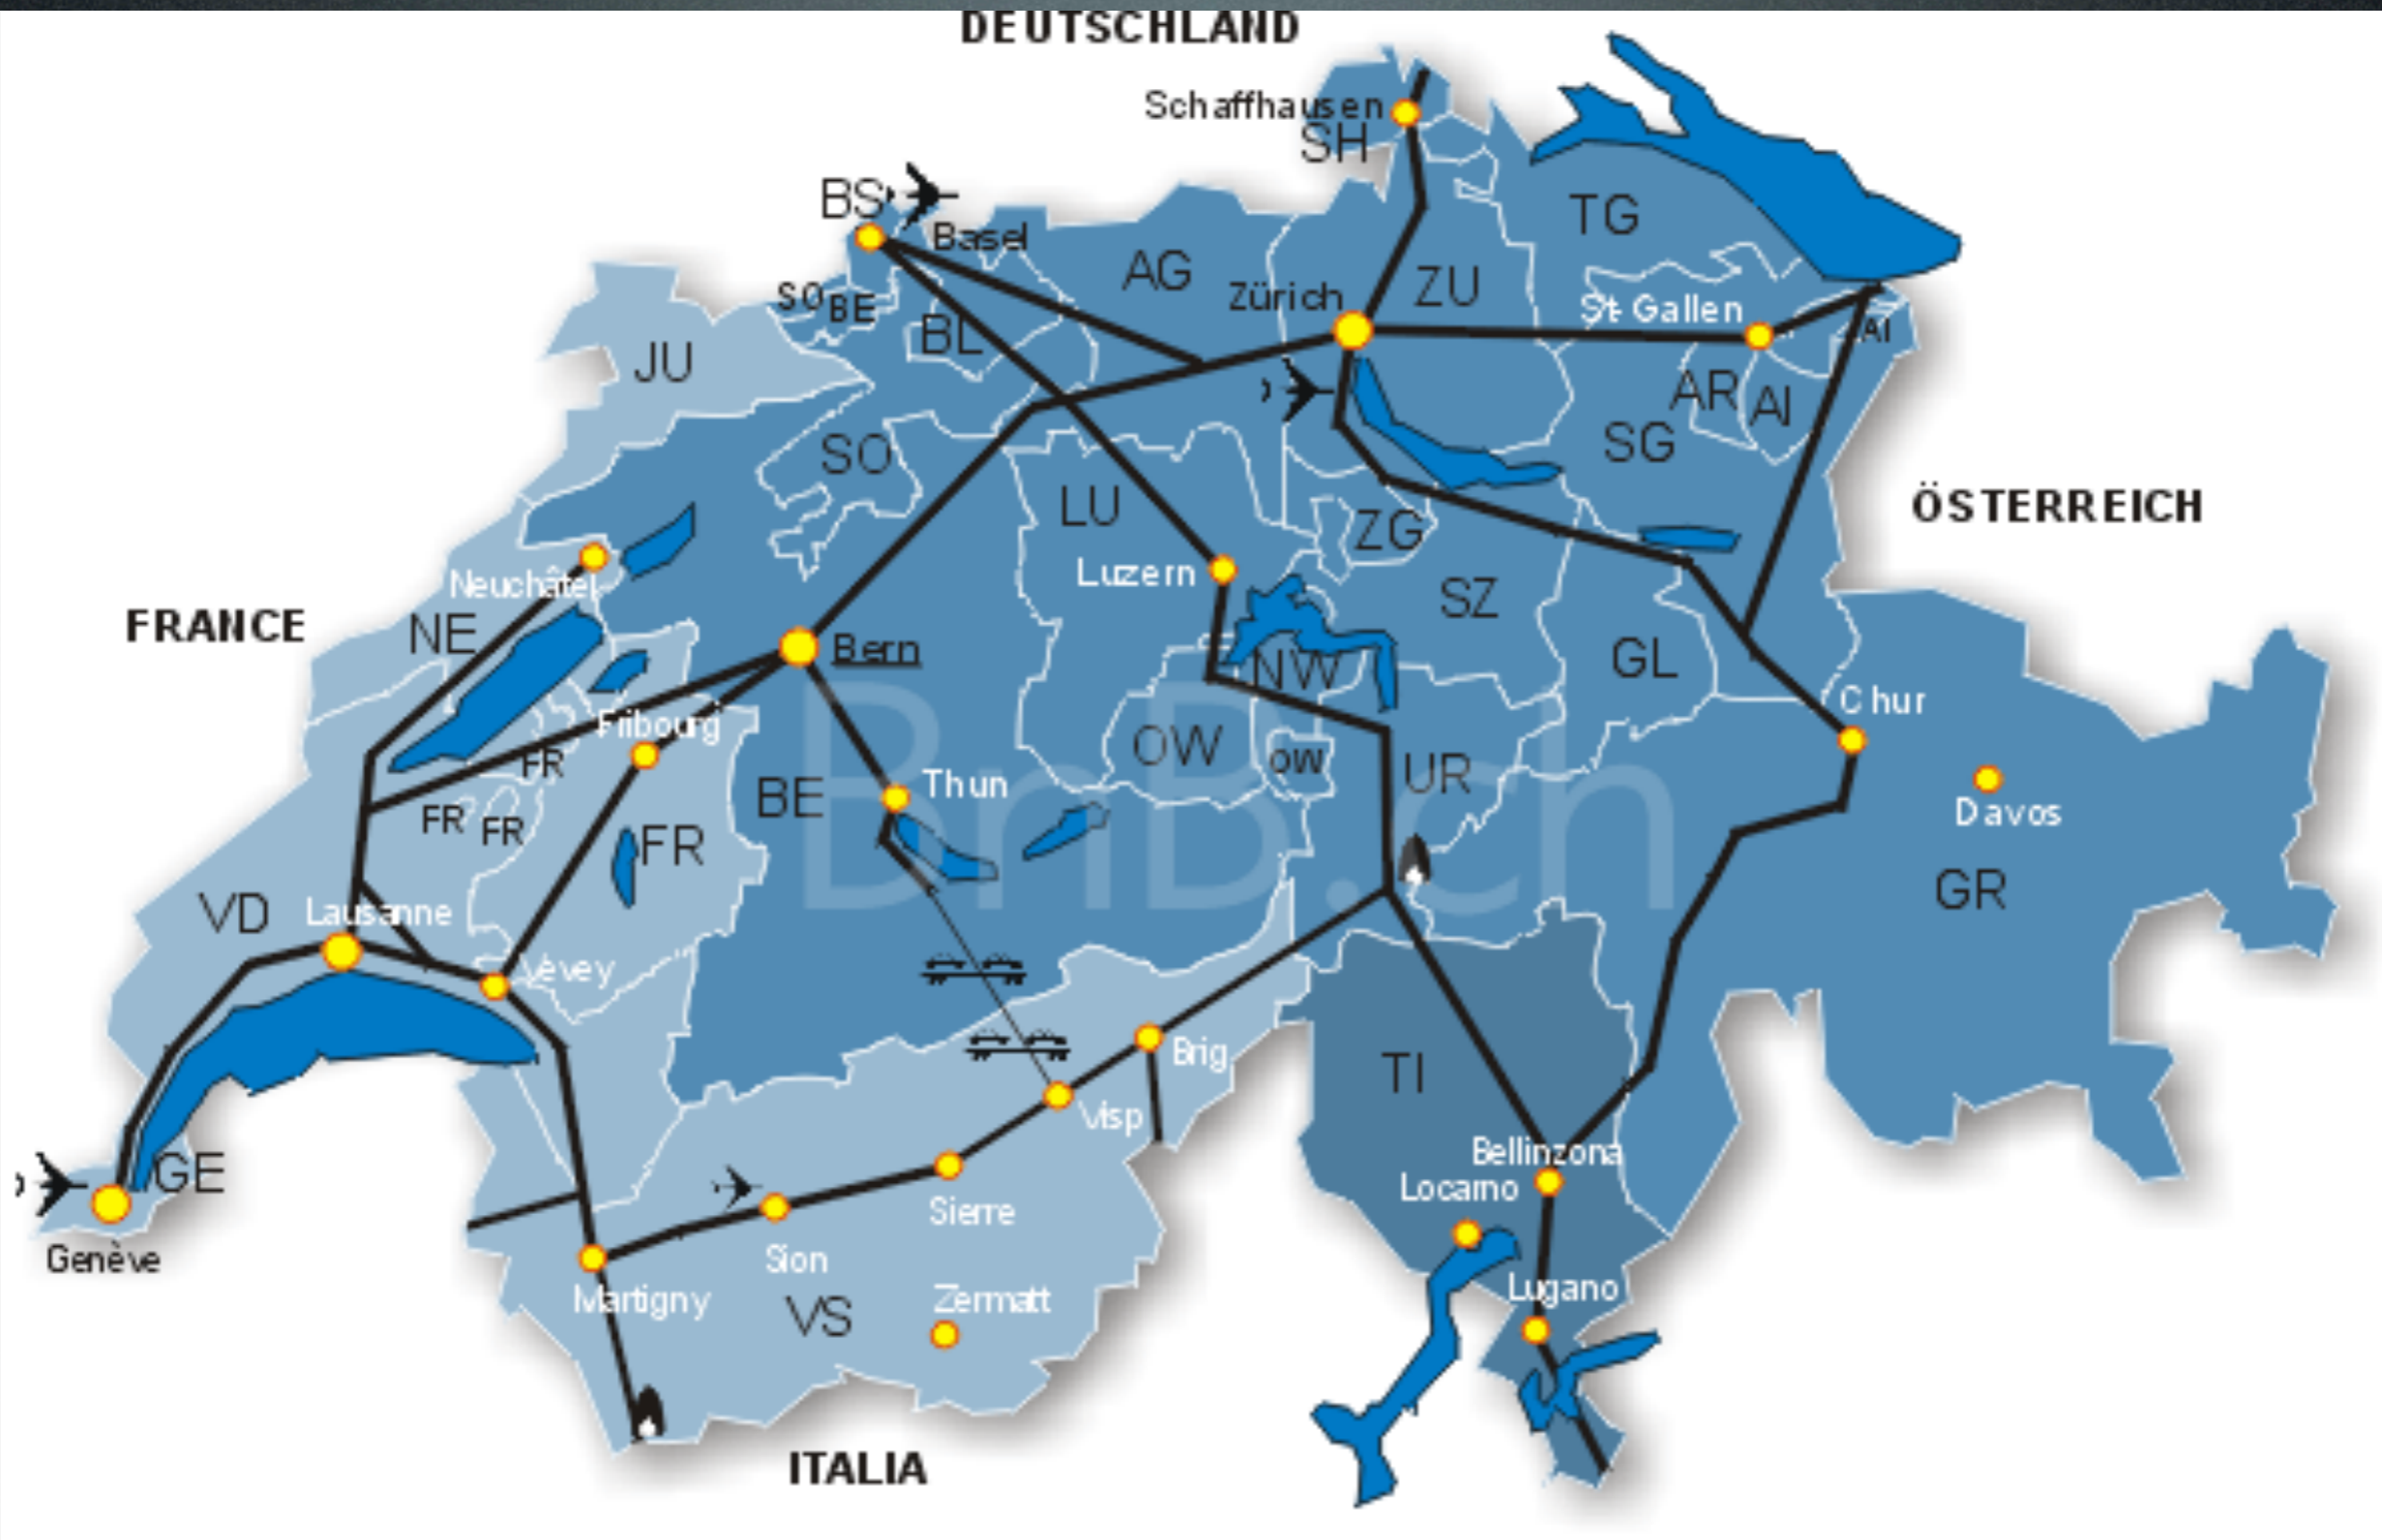 DEUTSCHLAND
Schaffhausen
SH
BS
Basel
TG
AG
Zürich
ZU
St Gallen
SO
BE
BL
AI
JU
AR
AI
SO
SG
LU
ZG
ÖSTERREICH
Luzern
Neuchâtel
SZ
FRANCE
NE
Bern
NW
GL
Chur
Fribourg
OW
OW
UR
FR
Thun
BE
Davos
FR
FR
FR
BnB.ch
GR
VD
Lausanne
Vevey
Brig
TI
Visp
Bellinzona
GE
Locarno
Sierre
Genève
Sion
Lugano
Martigny
VS
Zermatt
ITALIA